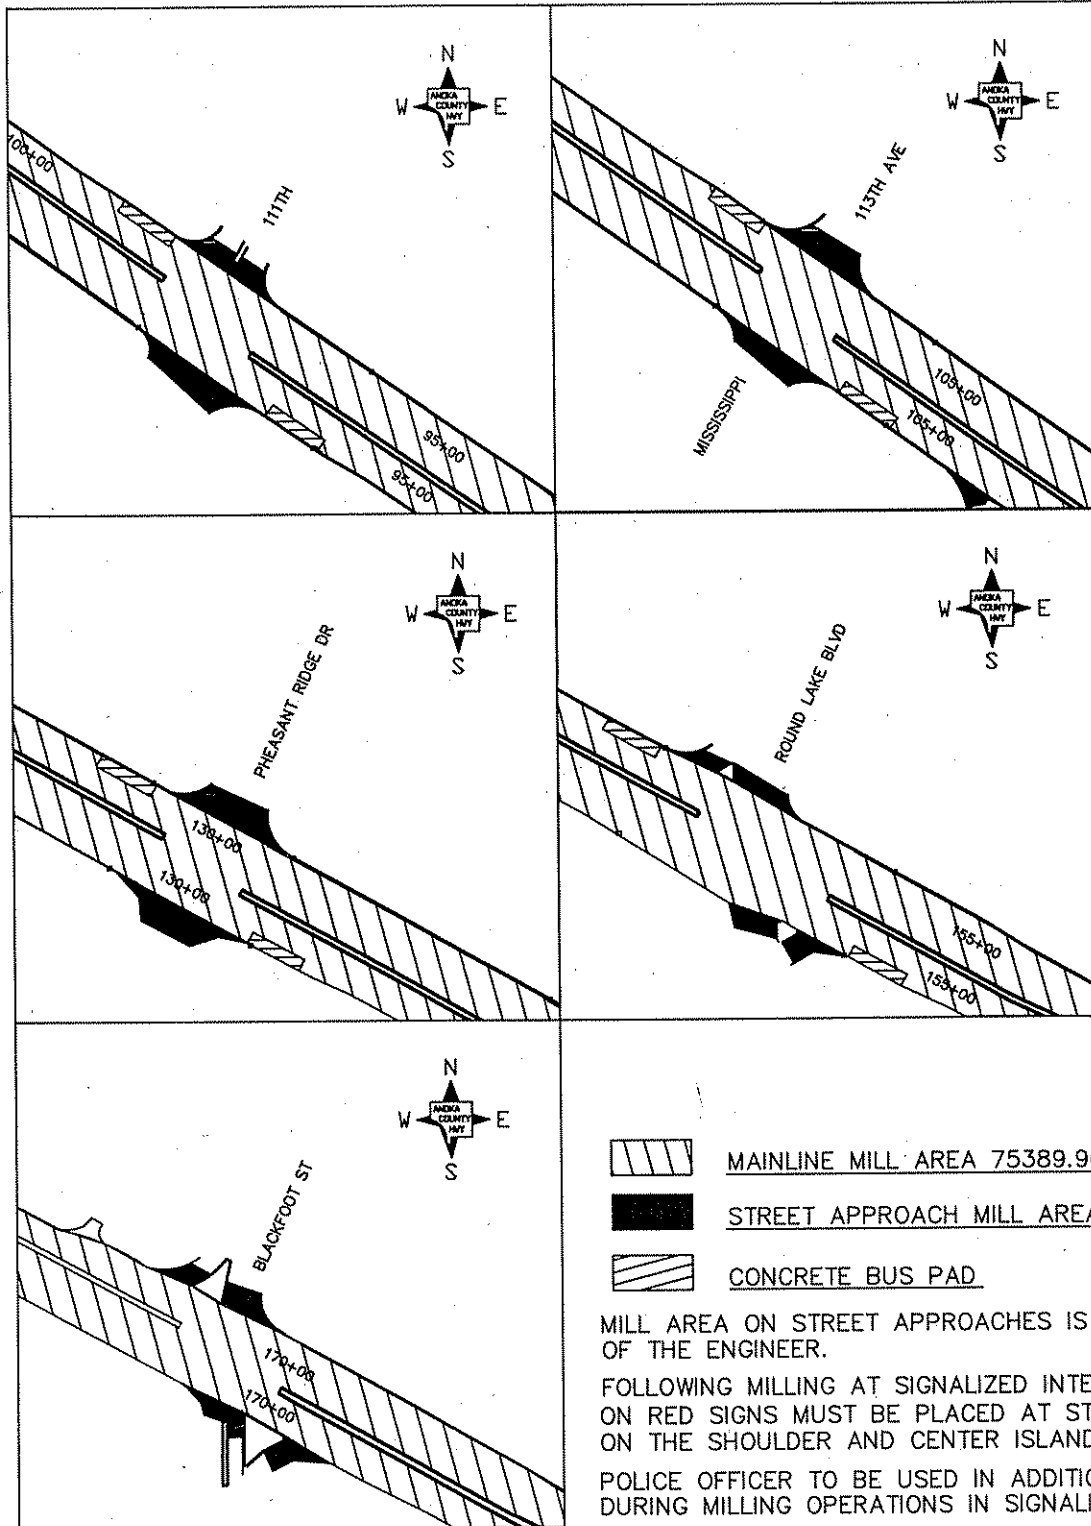 N
W ANOKA COUNTY HWY E
S
100+00
111TH
95+00
95+00
N
W ANOKA COUNTY HWY E
S
113TH AVE
MISSISSIPPI
105+00
105+00
N
W ANOKA COUNTY HWY E
S
PHEASANT RIDGE DR
130+00
130+00
N
W ANOKA COUNTY HWY E
S
ROUND LAKE BLVD
155+00
155+00
N
W ANOKA COUNTY HWY E
S
BLACKFOOT ST
170+00
170+00
MAINLINE MILL AREA 75389.9
STREET APPROACH MILL AREA
CONCRETE BUS PAD
MILL AREA ON STREET APPROACHES IS
OF THE ENGINEER.
FOLLOWING MILLING AT SIGNALIZED INTE
ON RED SIGNS MUST BE PLACED AT ST
ON THE SHOULDER AND CENTER ISLAND
POLICE OFFICER TO BE USED IN ADDITIO
DURING MILLING OPERATIONS IN SIGNALI